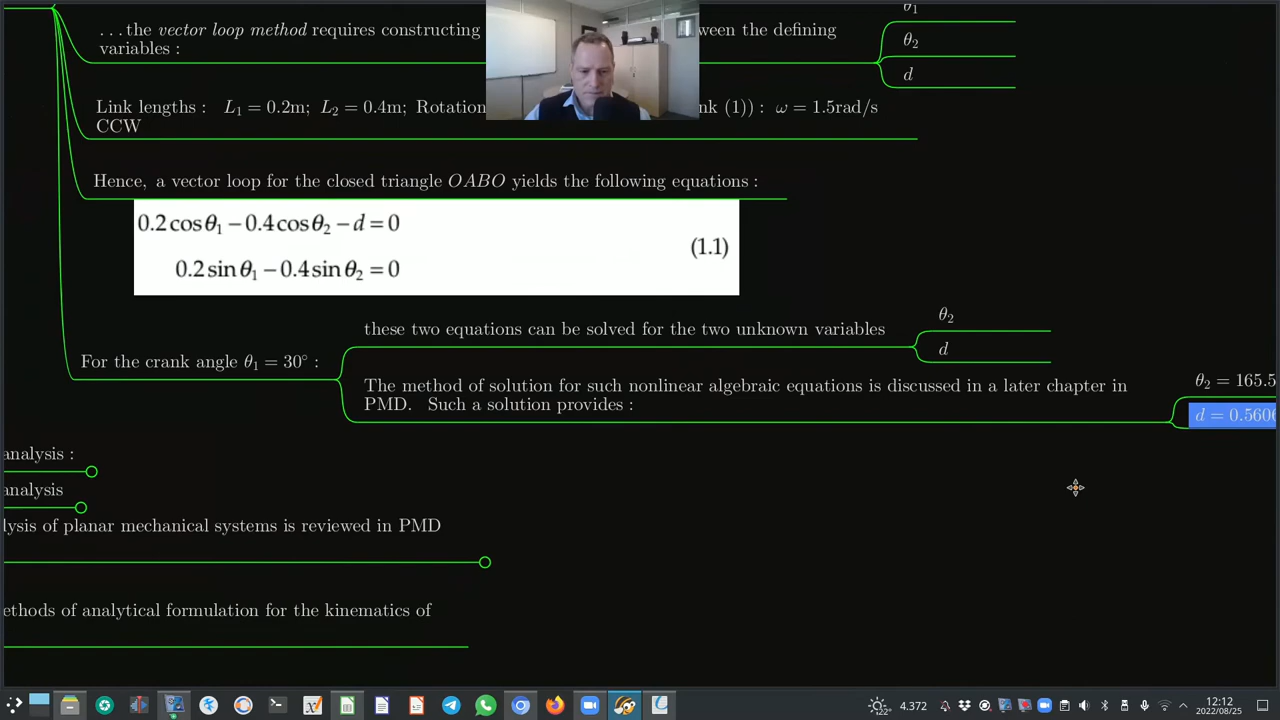 θ₁
...the vector loop method requires constructing
ween the defining
variables :
θ₂
d
Link lengths : L₁ = 0.2m; L₂ = 0.4m; Rotation
nk (1)) : ω = 1.5rad/s
CCW
Hence, a vector loop for the closed triangle OABO yields the following equations :
0.2 cos θ₁ − 0.4 cos θ₂ − d = 0
(1.1)
0.2 sin θ₁ − 0.4 sin θ₂ = 0
these two equations can be solved for the two unknown variables
θ₂
d
For the crank angle θ₁ = 30° :
The method of solution for such nonlinear algebraic equations is discussed in a later chapter in
PMD. Such a solution provides :
θ₂ = 165.5
d = 0.560
analysis :
analysis
lysis of planar mechanical systems is reviewed in PMD
ethods of analytical formulation for the kinematics of
4.372
12:12
2022/08/25